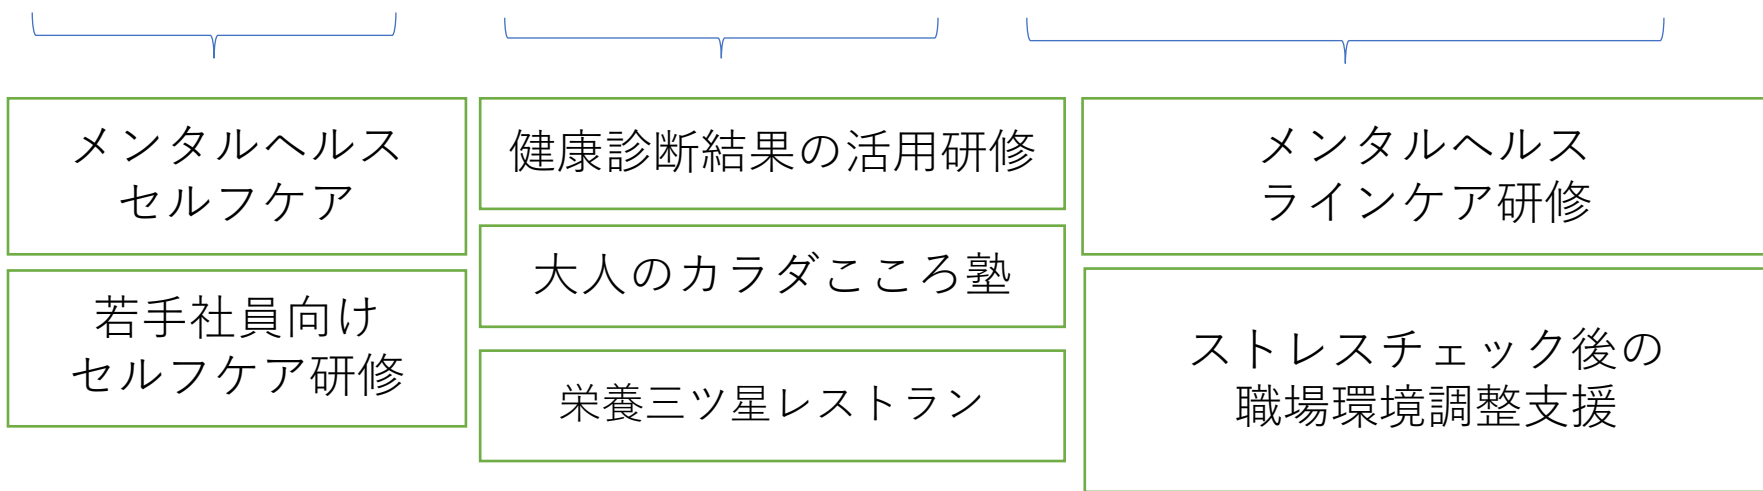 メンタルヘルス
セルフケア
若手社員向け
セルフケア研修
健康診断結果の活用研修
大人のカラダこころ塾
栄養三ツ星レストラン
メンタルヘルス
ラインケア研修
ストレスチェック後の
職場環境調整支援